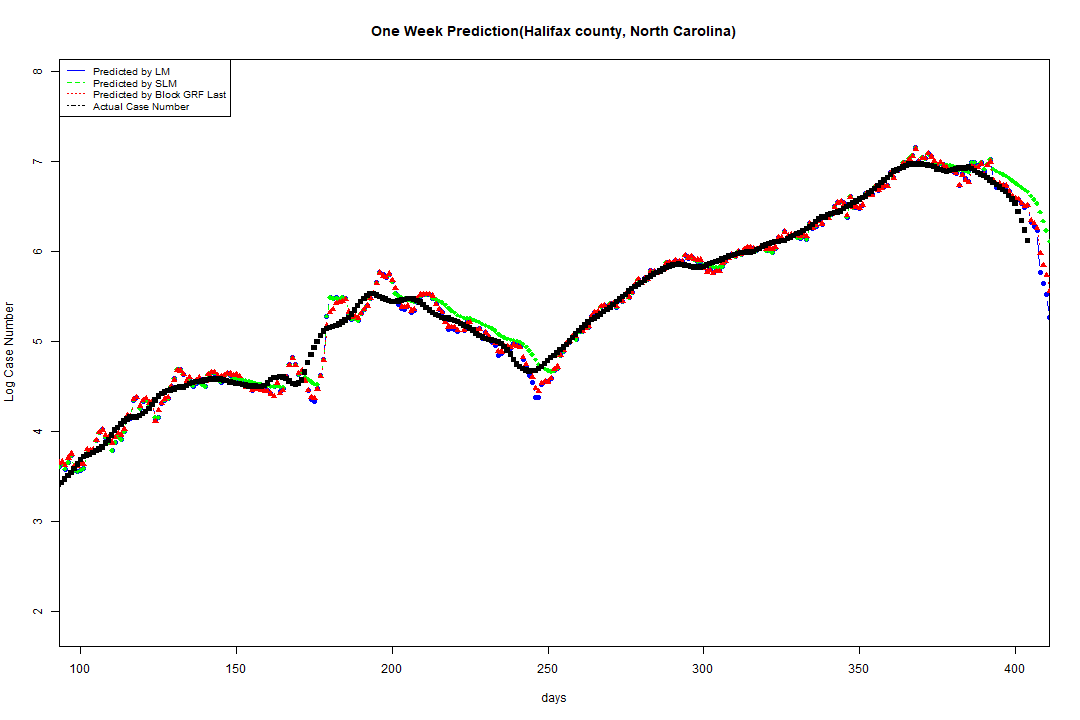 One Week Prediction(Halifax county, North Carolina)
Predicted by LM
Predicted by SLM
Predicted by Block GRF Last
Actual Case Number
8
7
6
5
4
3
2
Log Case Number
100 150 200 250 300 350 400
days